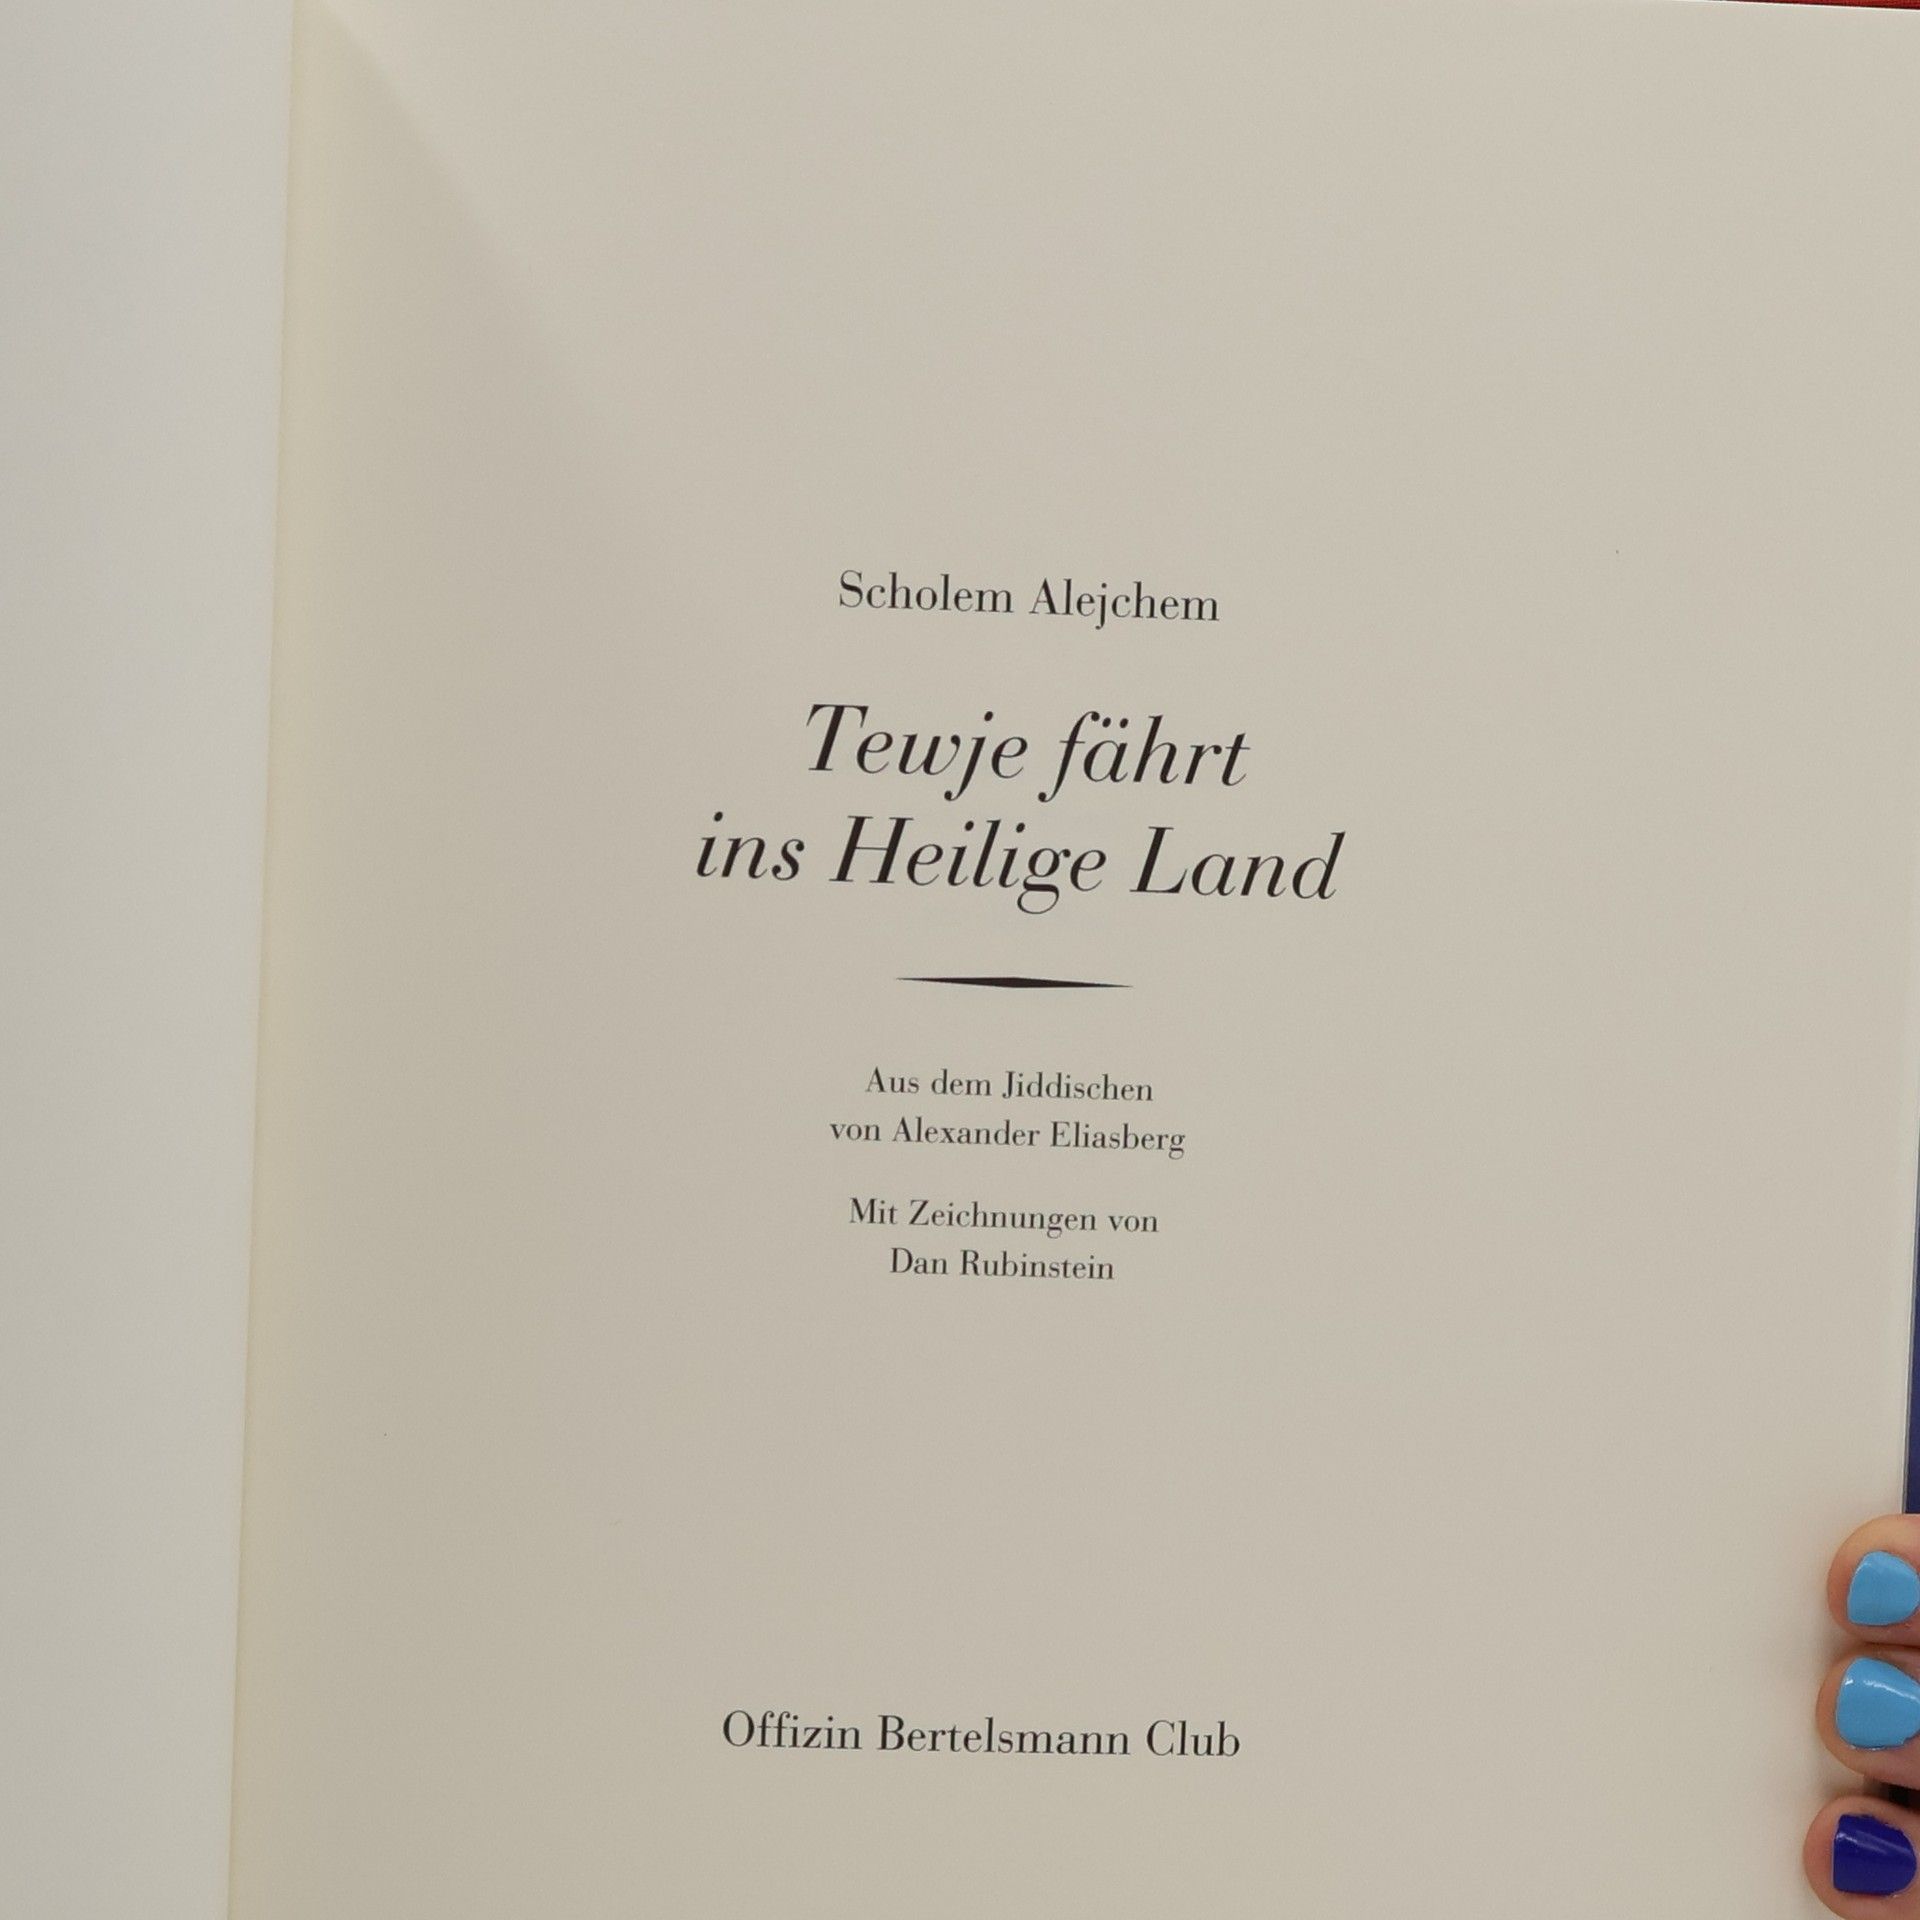 Scholem Alejchem
Tewje fährt
ins Heilige Land
Aus dem Jiddischen
von Alexander Eliasberg
Mit Zeichnungen von
Dan Rubinstein
Offizin Bertelsmann Club